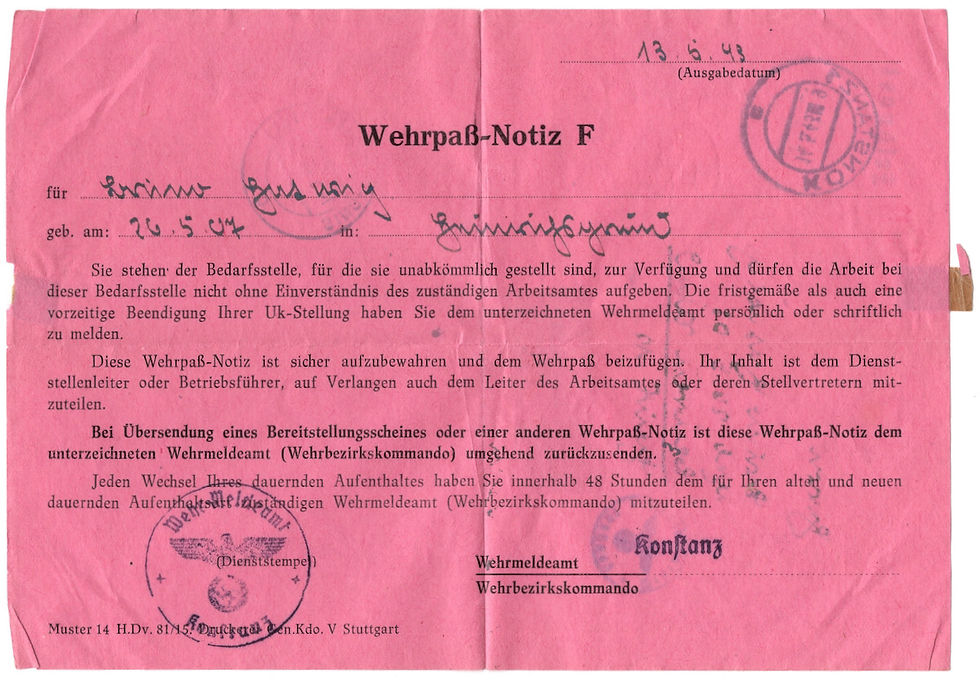 13. 5. 43
(Ausgabedatum)
KONSTANZ
Wehrpaß-Notiz F
für Bruno
geb. am: 26. 5. 07 in: Heinrichsgrün
Sie stehen der Bedarfsstelle, für die sie unabkömmlich gestellt sind, zur Verfügung und dürfen die Arbeit bei
dieser Bedarfsstelle nicht ohne Einverständnis des zuständigen Arbeitsamtes aufgeben. Die fristgemäße als auch eine
vorzeitige Beendigung Ihrer Uk-Stellung haben Sie dem unterzeichneten Wehrmeldeamt persönlich oder schriftlich
zu melden.
Diese Wehrpaß-Notiz ist sicher aufzubewahren und dem Wehrpaß beizufügen. Ihr Inhalt ist dem Dienst-
stellenleiter oder Betriebsführer, auf Verlangen auch dem Leiter des Arbeitsamtes oder deren Stellvertretern mit-
zuteilen.
Bei Übersendung eines Bereitstellungsscheines oder einer anderen Wehrpaß-Notiz ist diese Wehrpaß-Notiz dem
unterzeichneten Wehrmeldeamt (Wehrbezirkskommando) umgehend zurückzusenden.
Jeden Wechsel Ihres dauernden Aufenthaltes haben Sie innerhalb 48 Stunden dem für Ihren alten und neuen
dauernden Aufenthaltsort zuständigen Wehrmeldeamt (Wehrbezirkskommando) mitzuteilen.
Wehrmeldeamt
Konstanz
(Dienststempel)
Konstanz
Wehrmeldeamt
Wehrbezirkskommando
Muster 14 H.Dv. 81/15. Druckerei Gen.Kdo. V Stuttgart